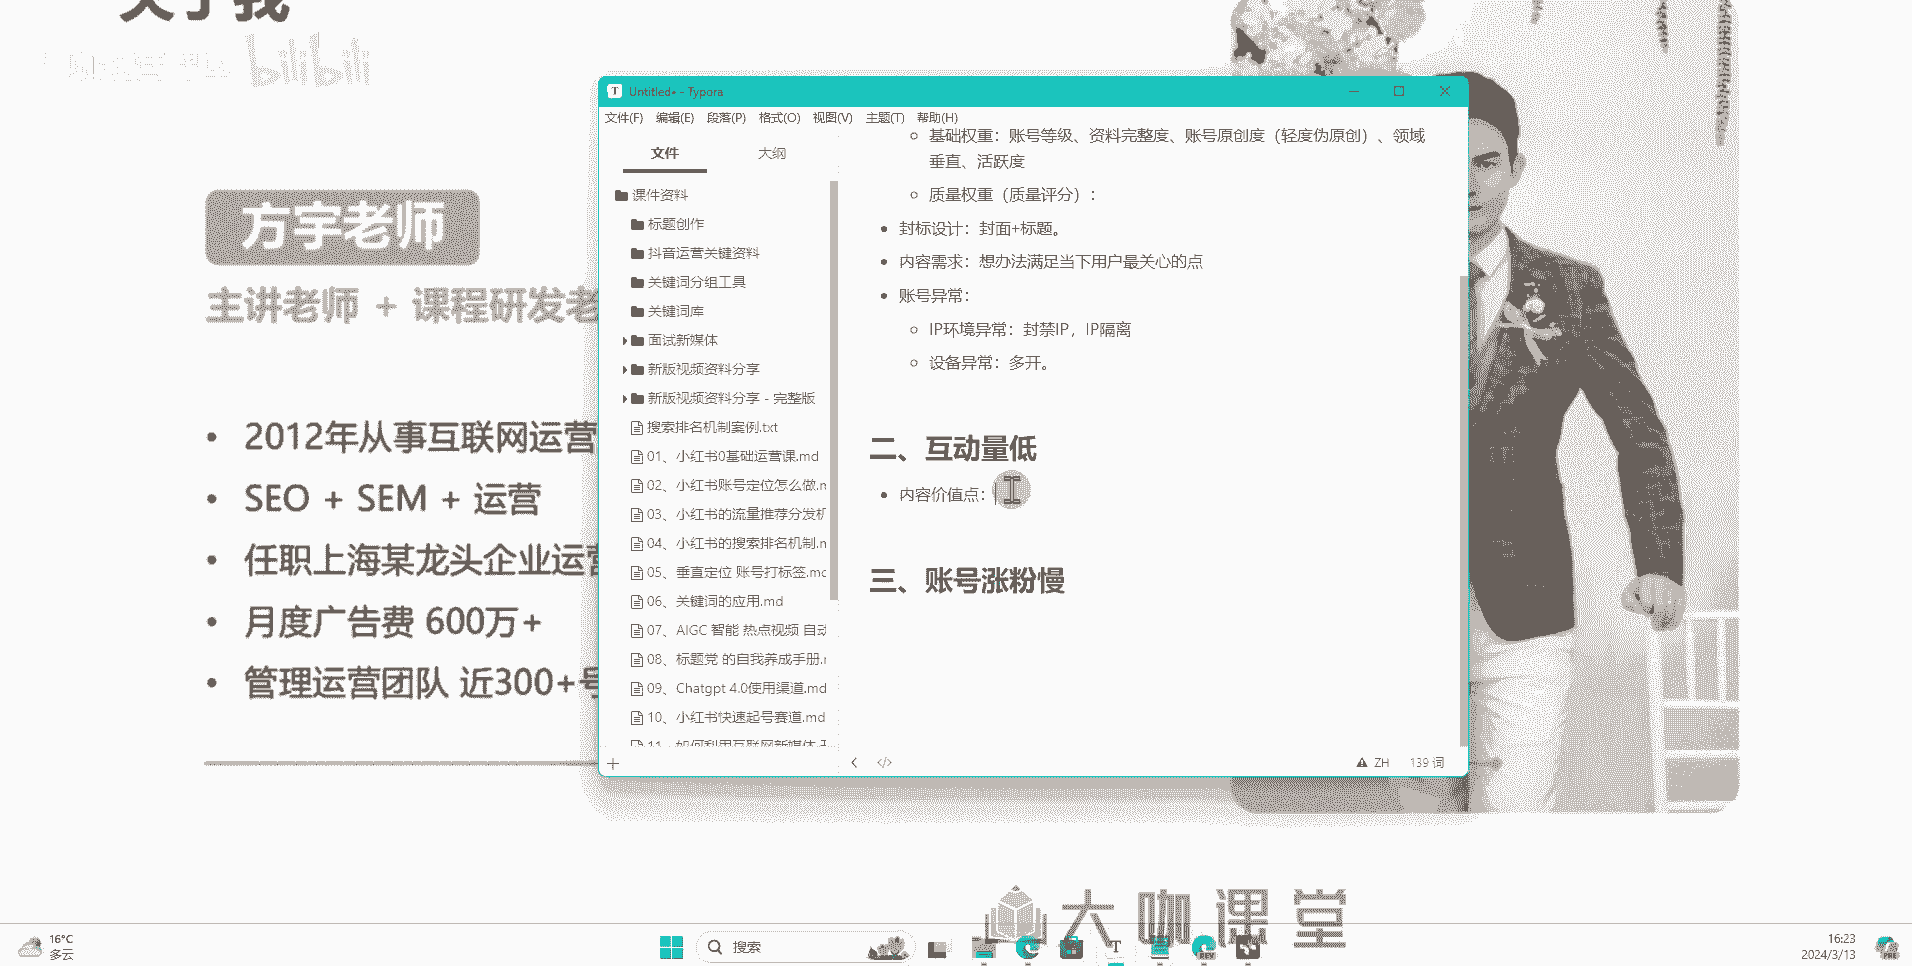 关于我
bilibili
方宇老师
主讲老师 + 课程研发老
2012年从事互联网运营
SEO + SEM + 运营
任职上海某龙头企业运营
月度广告费 600万+
管理运营团队 近300+号
Untitled• - Typora
文件(F) 编辑(E) 段落(P) 格式(O) 视图(V) 主题(T) 帮助(H)
文件 大纲
课件资料
标题创作
抖音运营关键资料
关键词分组工具
关键词库
面试新媒体
新版视频资料分享
新版视频资料分享 - 完整版
搜索排名机制案例.txt
01、小红书0基础运营课.md
02、小红书账号定位怎么做.m
03、小红书的流量推荐分发机
04、小红书的搜索排名机制.m
05、垂直定位 账号打标签.mc
06、关键词的应用.md
07、AIGC 智能 热点视频 自动
08、标题党 的自我养成手册.m
09、Chatgpt 4.0使用渠道.md
10、小红书快速起号赛道.md
11、如何利用互联网新媒体-
基础权重：账号等级、资料完整度、账号原创度（轻度伪原创）、领域
垂直、活跃度
质量权重（质量评分）：
封标设计：封面+标题。
内容需求：想办法满足当下用户最关心的点
账号异常：
IP环境异常：封禁IP，IP隔离
设备异常：多开。
二、互动量低
内容价值点：
三、账号涨粉慢
ZH 139 词
大咖课堂
16°C
多云
搜索
16:23
2024/3/13
DEV
PRE